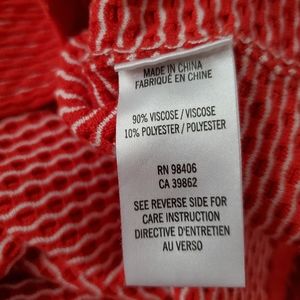 MADE IN CHINA
FABRIQUÉ EN CHINE
90% VISCOSE / VISCOSE
10% POLYESTER / POLYESTER
RN 98406
CA 39862
SEE REVERSE SIDE FOR
CARE INSTRUCTION
DIRECTIVE D'ENTRETIEN
AU VERSO